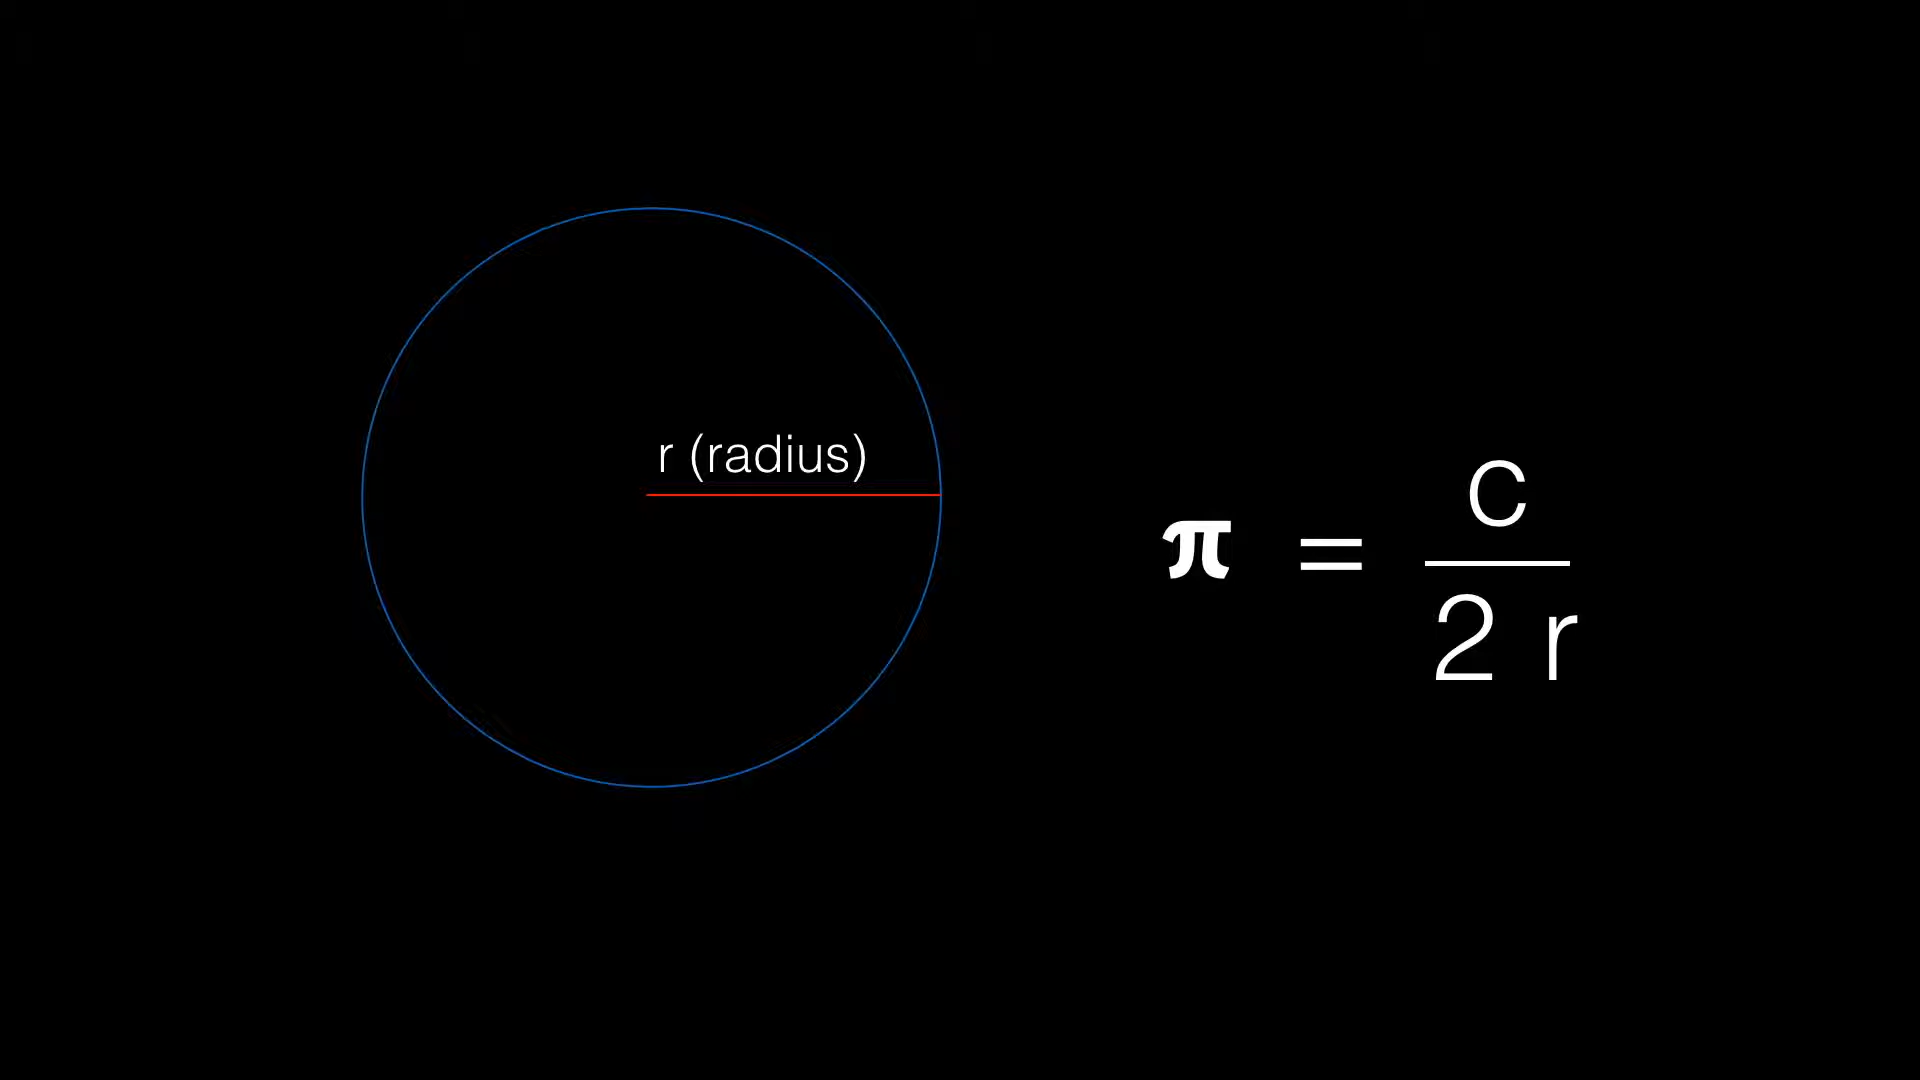 r (radius)
π = C
2 r